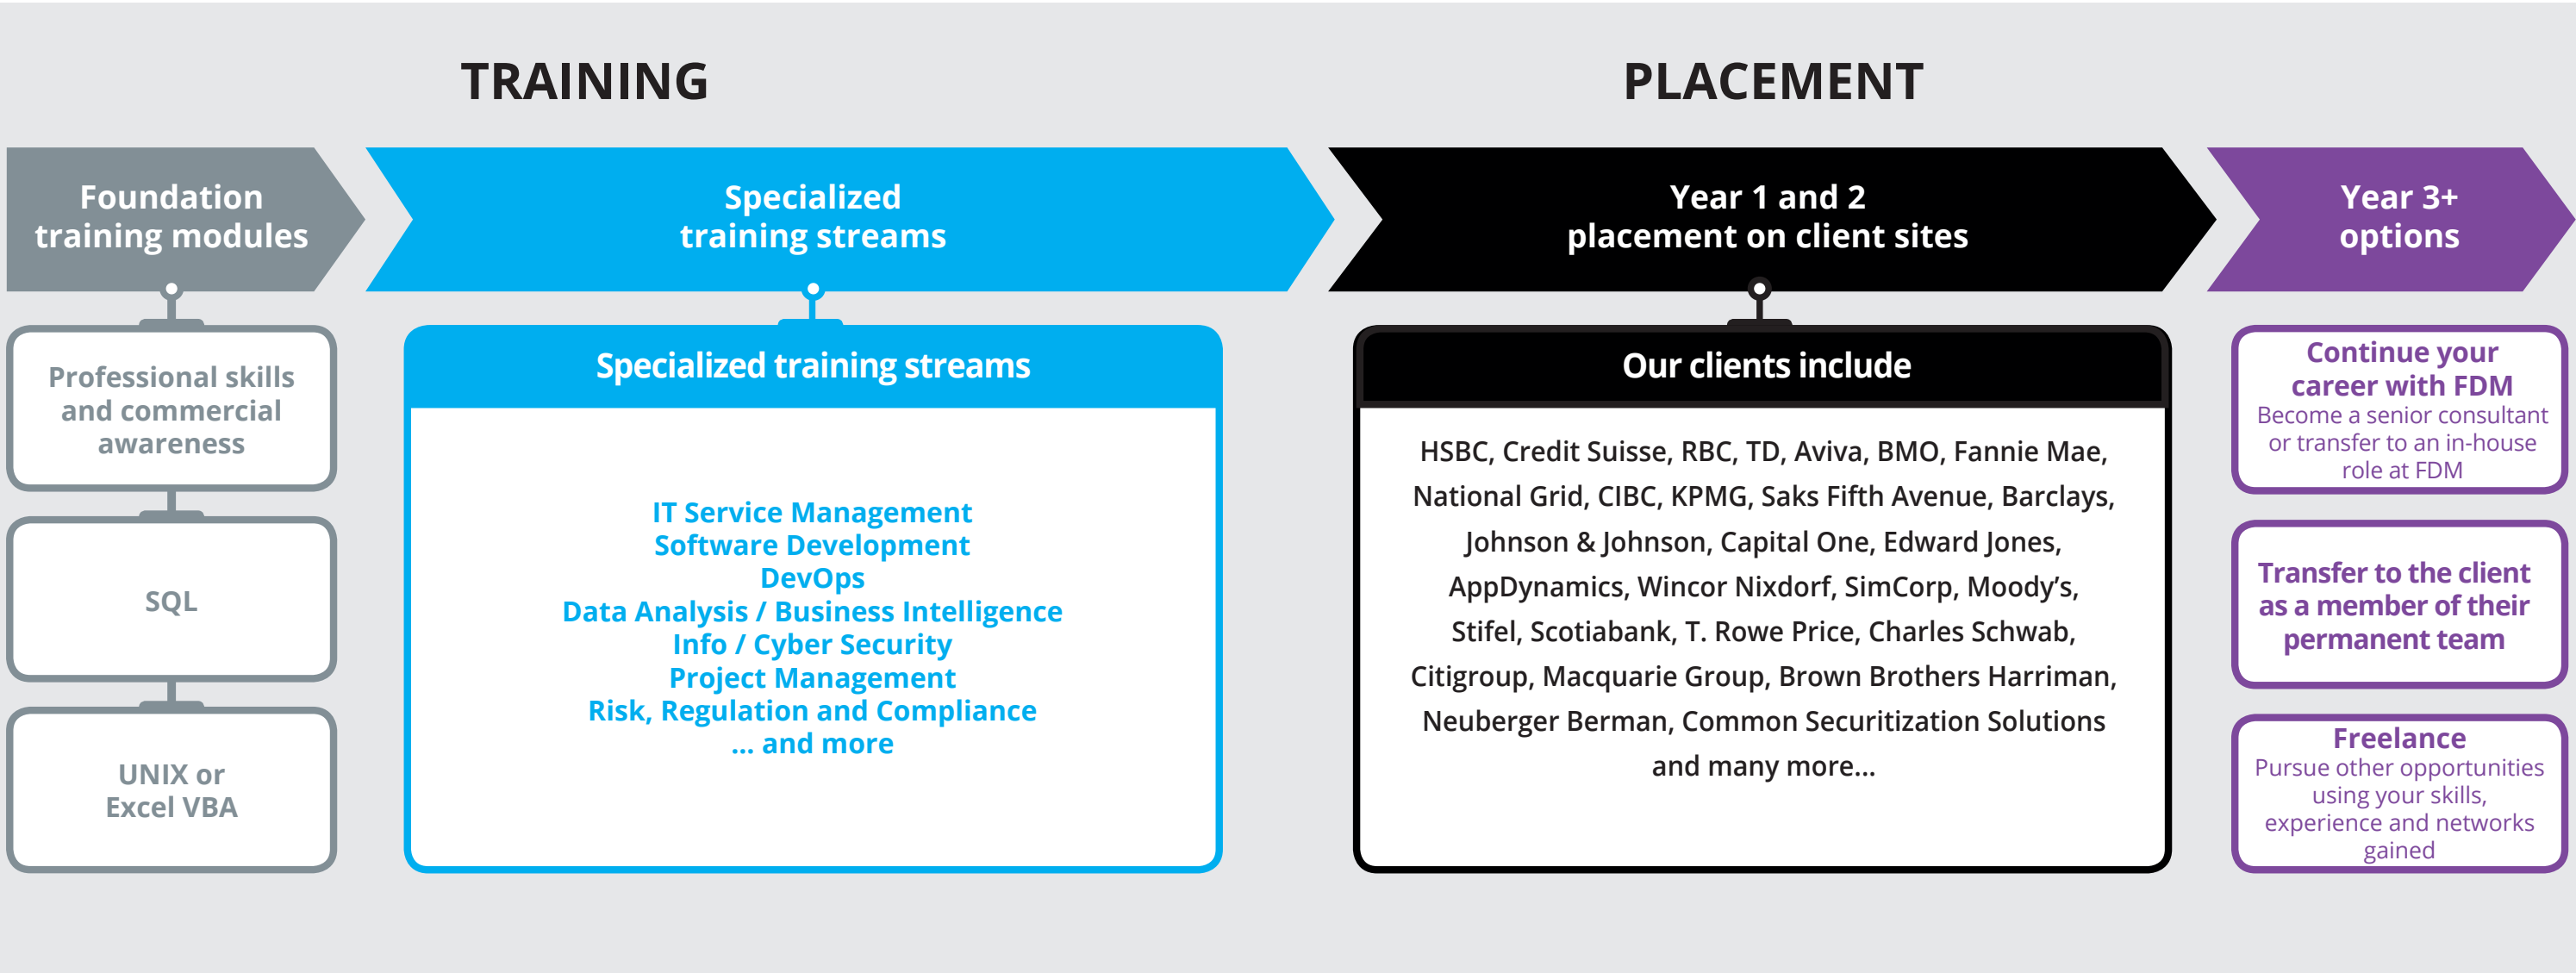 TRAINING
PLACEMENT
Foundation
training modules
Specialized
training streams
Year 1 and 2
placement on client sites
Year 3+
options
Professional skills
and commercial
awareness
SQL
UNIX or
Excel VBA
Specialized training streams
IT Service Management
Software Development
DevOps
Data Analysis / Business Intelligence
Info / Cyber Security
Project Management
Risk, Regulation and Compliance
... and more
Our clients include
HSBC, Credit Suisse, RBC, TD, Aviva, BMO, Fannie Mae,
National Grid, CIBC, KPMG, Saks Fifth Avenue, Barclays,
Johnson & Johnson, Capital One, Edward Jones,
AppDynamics, Wincor Nixdorf, SimCorp, Moody’s,
Stifel, Scotiabank, T. Rowe Price, Charles Schwab,
Citigroup, Macquarie Group, Brown Brothers Harriman,
Neuberger Berman, Common Securitization Solutions
and many more...
Continue your
career with FDM
Become a senior consultant
or transfer to an in-house
role at FDM
Transfer to the client
as a member of their
permanent team
Freelance
Pursue other opportunities
using your skills,
experience and networks
gained